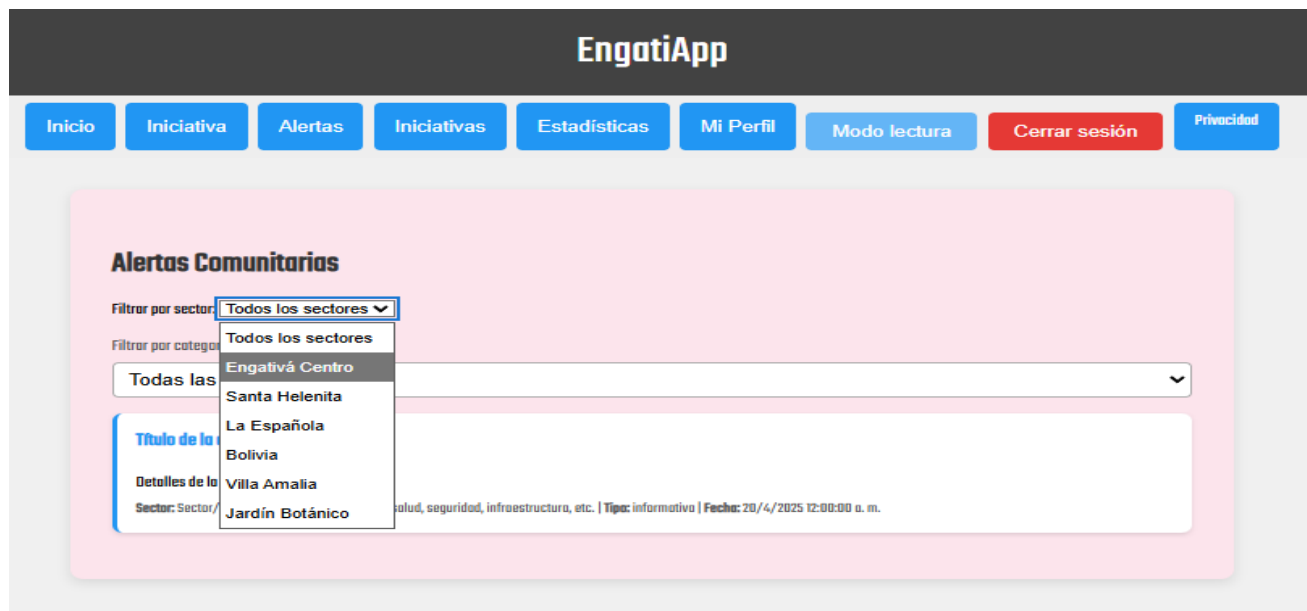 EngatiApp
Inicio Iniciativa Alertas Iniciativas Estadísticas Mi Perfil Modo lectura Cerrar sesión Privacidad
Alertas Comunitarias
Filtrar por sector: Todos los sectores
Todos los sectores
Filtrar por
Engativá Centro
Todas las
Santa Helenita
La Española
Título de la
Bolivia
Detalles de la
Villa Amalia
Sector: Sector/ salud, seguridad, infraestructura, etc. | Tipo: informativa | Fecha: 20/4/2025 12:00:00 a. m.
Jardín Botánico